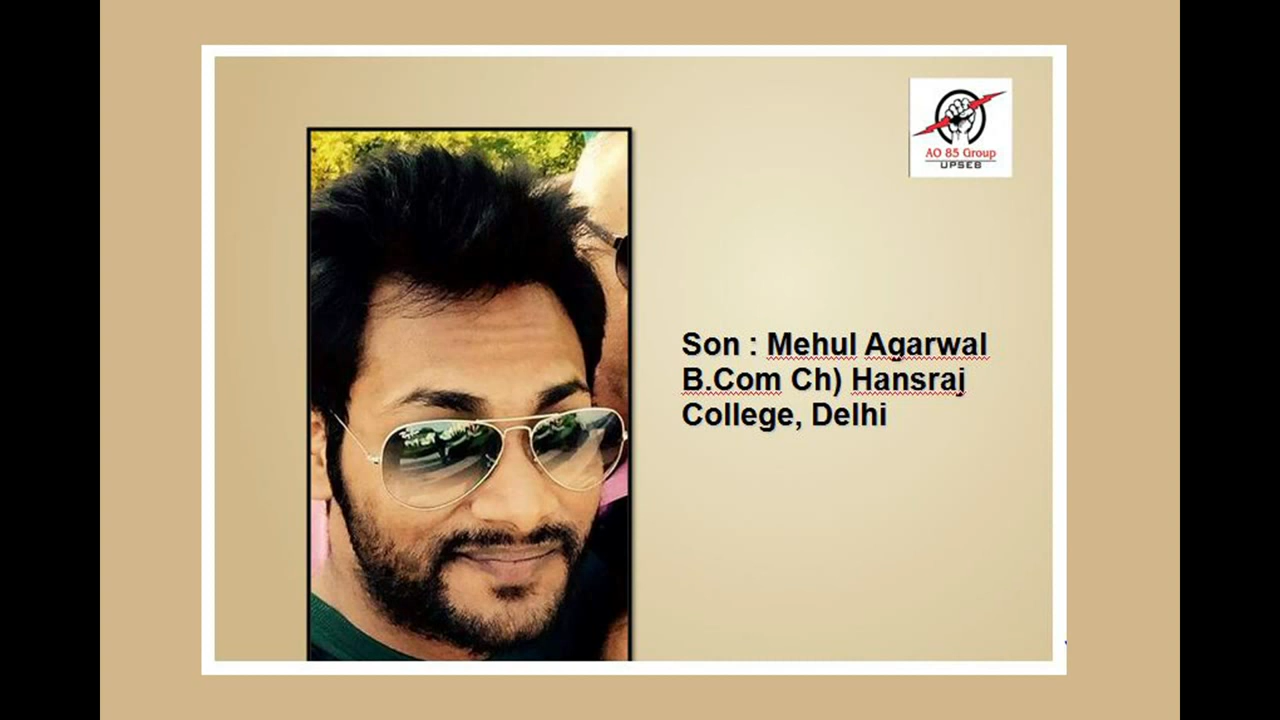 AO 85 Group
UPSEB
Son : Mehul Agarwal
B.Com Ch) Hansraj
College, Delhi